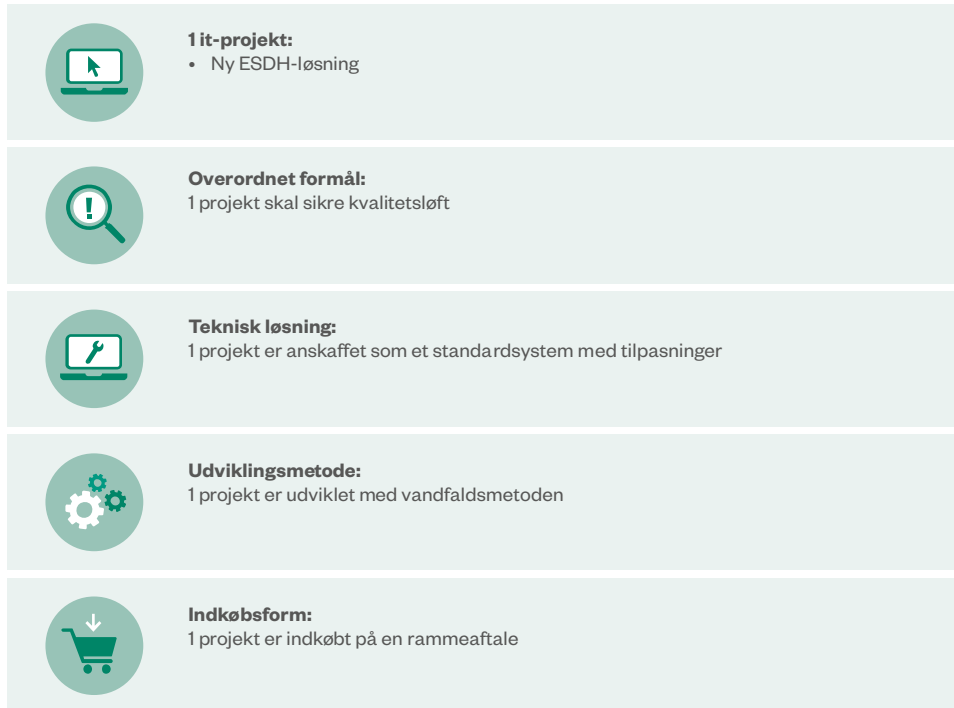 1 it-projekt:
• Ny ESDH-løsning
Overordnet formål:
1 projekt skal sikre kvalitetsløft
Teknisk løsning:
1 projekt er anskaffet som et standardsystem med tilpasninger
Udviklingsmetode:
1 projekt er udviklet med vandfaldsmetoden
Indkøbsform:
1 projekt er indkøbt på en rammeaftale